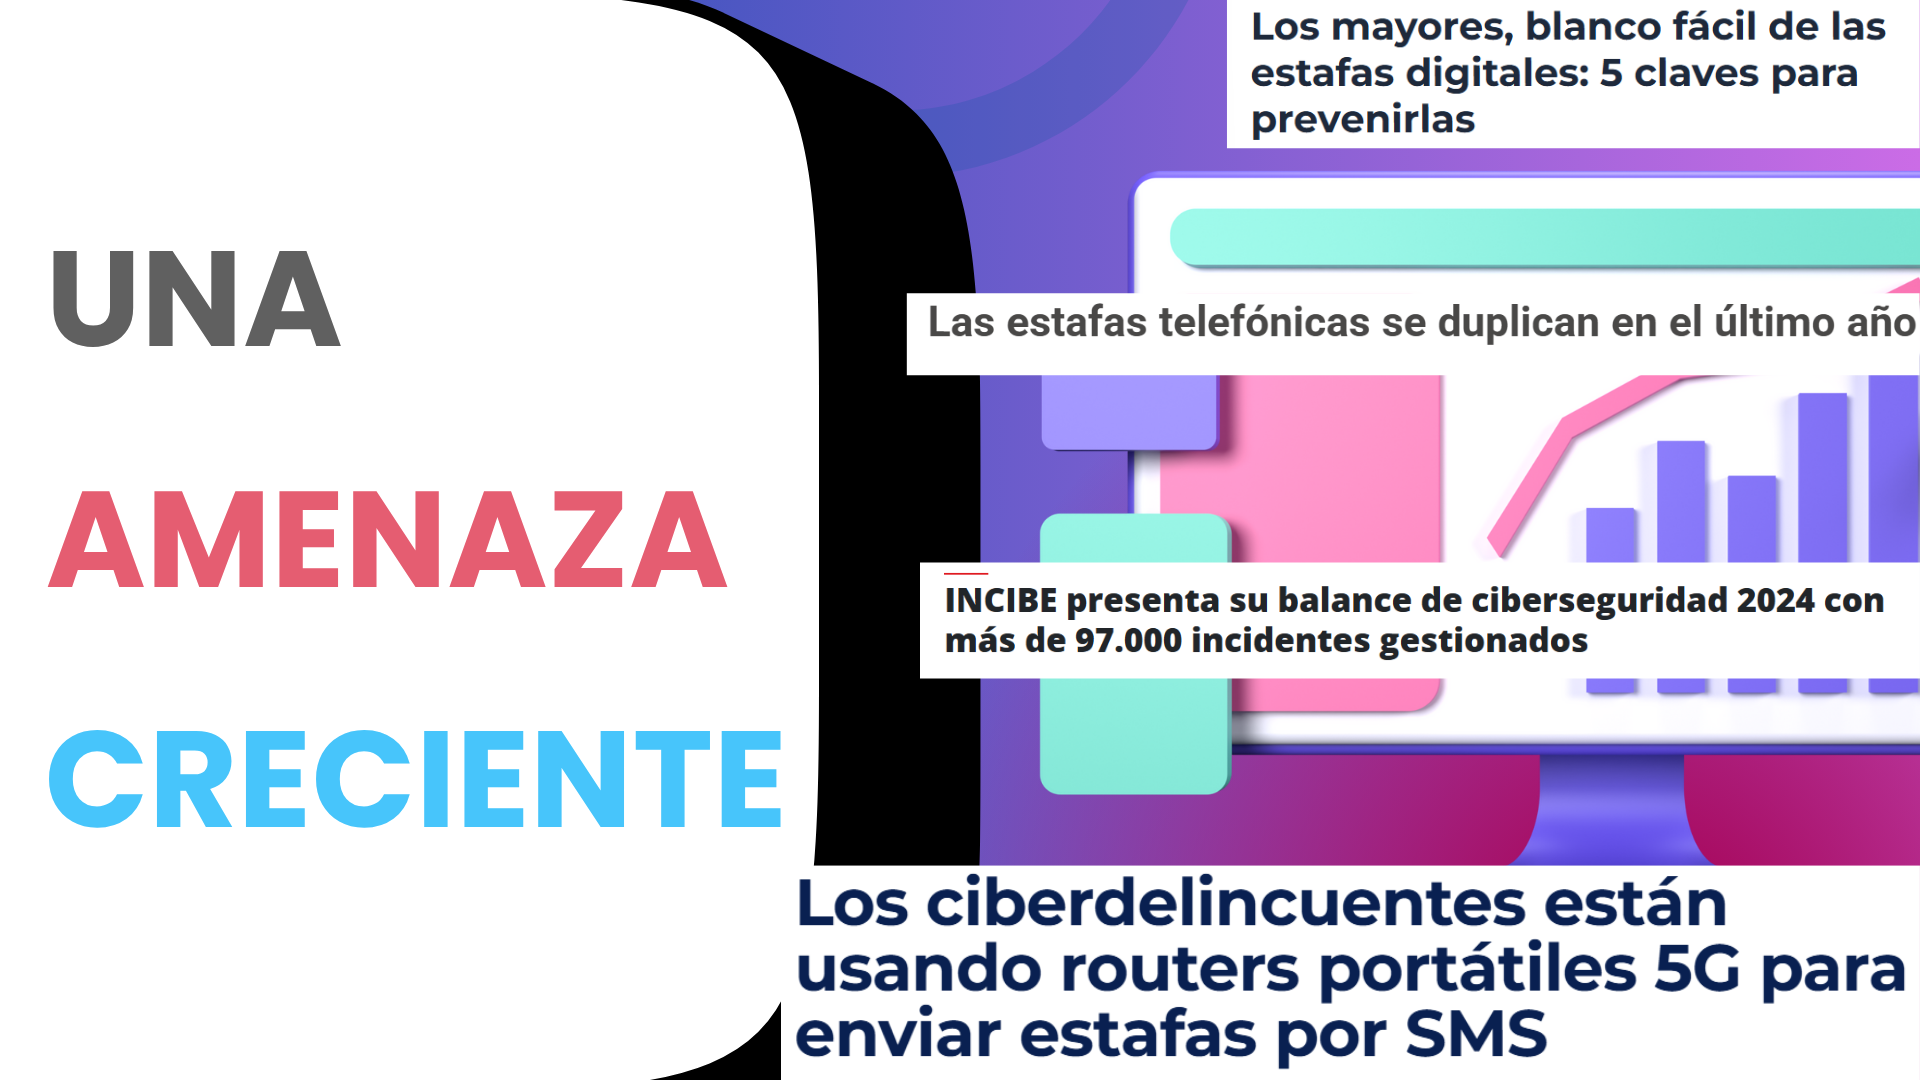 UNA
AMENAZA
CRECIENTE
Los mayores, blanco fácil de las
estafas digitales: 5 claves para
prevenirlas
Las estafas telefónicas se duplican en el último año
INCIBE presenta su balance de ciberseguridad 2024 con
más de 97.000 incidentes gestionados
Los ciberdelincuentes están
usando routers portátiles 5G para
enviar estafas por SMS